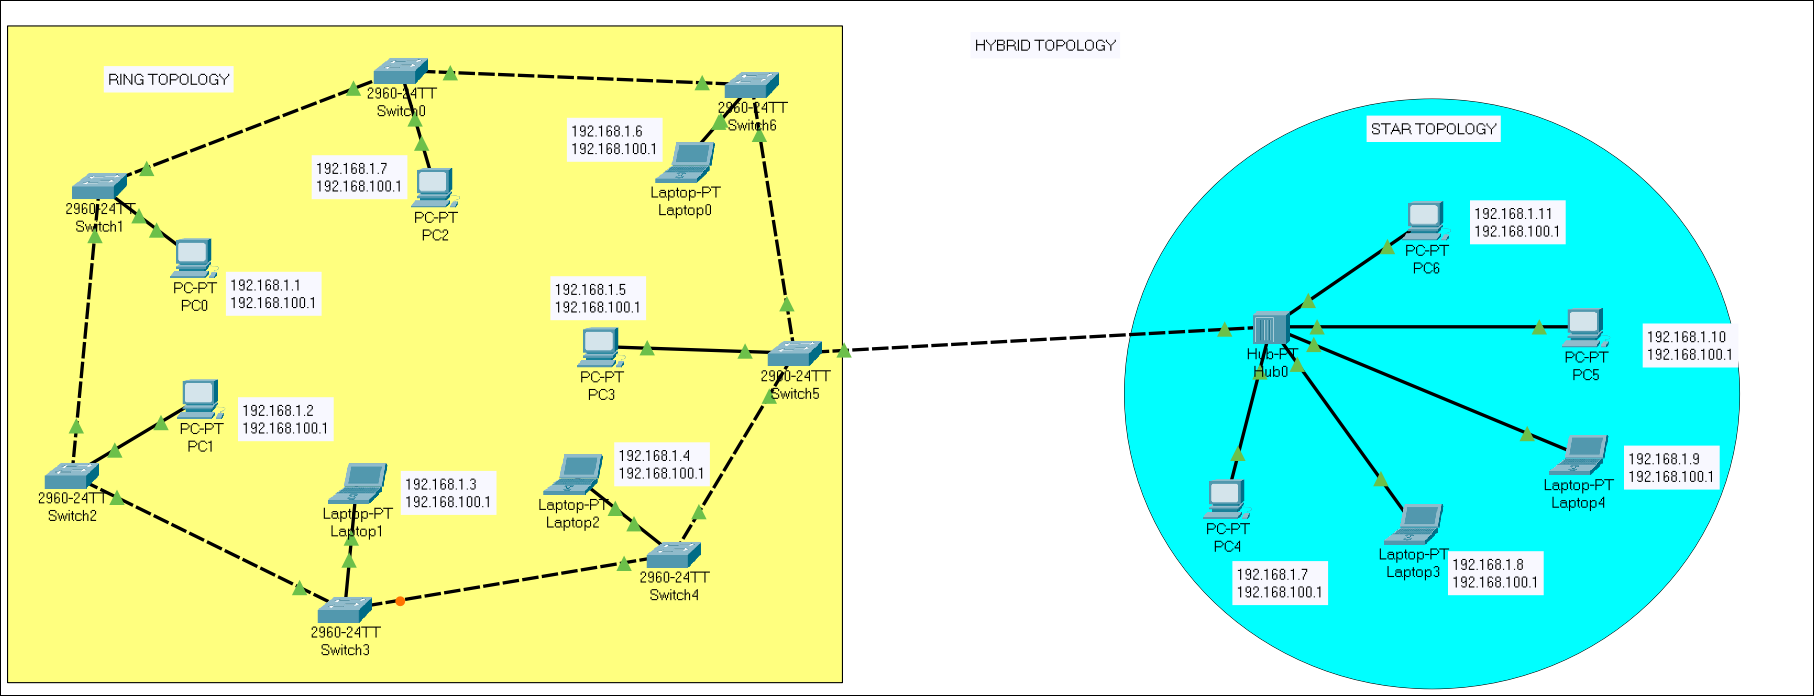 HYBRID TOPOLOGY
RING TOPOLOGY
2960-24TT
Switch0
2960-24TT
Switch6
192.168.1.6
192.168.100.1
Laptop-PT
Laptop0
192.168.1.7
192.168.100.1
PC-PT
PC2
2960-24TT
Switch1
PC-PT
PC0
192.168.1.1
192.168.100.1
192.168.1.5
192.168.100.1
PC-PT
PC3
2960-24TT
Switch5
PC-PT
PC1
192.168.1.2
192.168.100.1
2960-24TT
Switch2
Laptop-PT
Laptop1
192.168.1.3
192.168.100.1
Laptop-PT
Laptop2
192.168.1.4
192.168.100.1
2960-24TT
Switch4
2960-24TT
Switch3
STAR TOPOLOGY
PC-PT
PC6
192.168.1.11
192.168.100.1
Hub-PT
Hub0
PC-PT
PC5
192.168.1.10
192.168.100.1
Laptop-PT
Laptop4
192.168.1.9
192.168.100.1
PC-PT
PC4
192.168.1.7
192.168.100.1
Laptop-PT
Laptop3
192.168.1.8
192.168.100.1